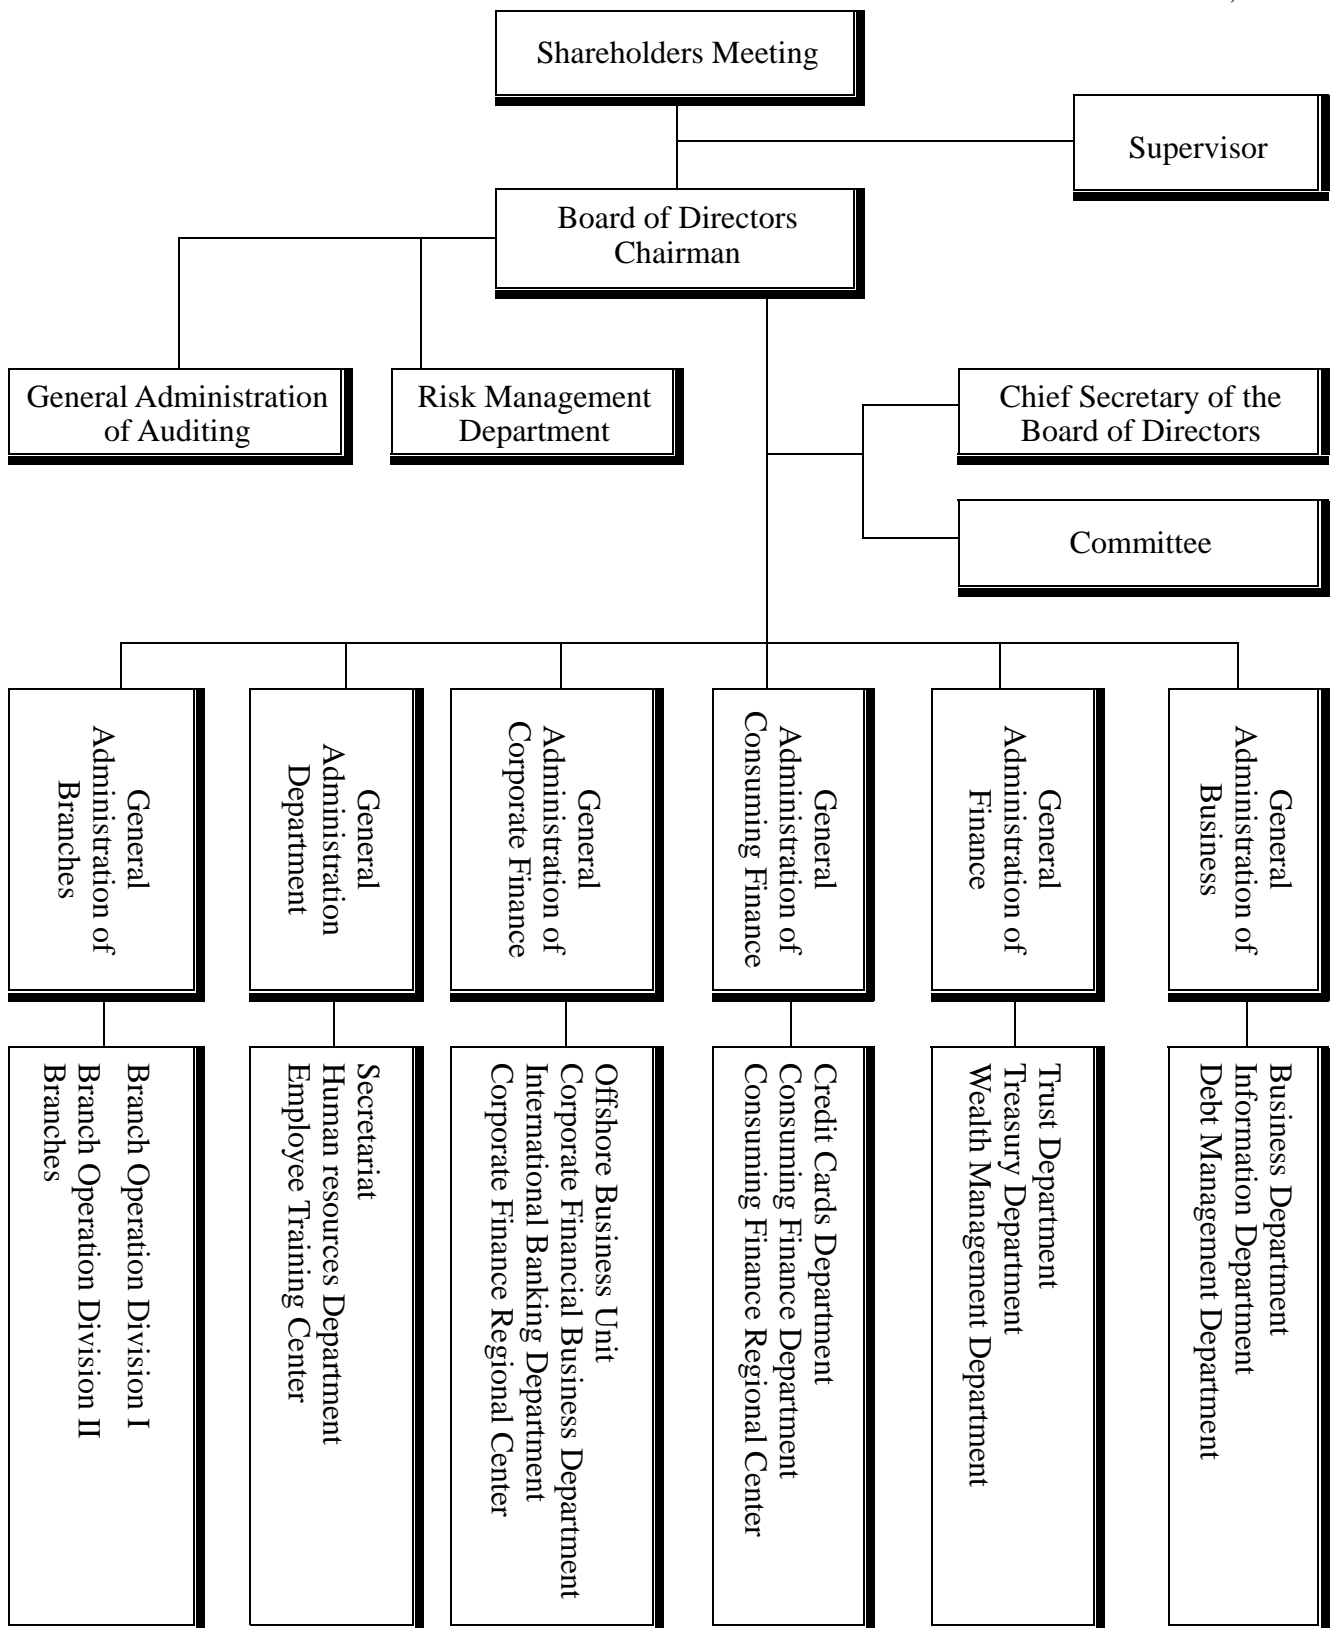 Shareholders Meeting
Supervisor
Board of Directors
Chairman
General Administration
of Auditing
Risk Management
Department
Chief Secretary of the
Board of Directors
Committee
General
Administration of
Branches
General
Administration
Department
General
Administration of
Corporate Finance
General
Administration of
Consuming Finance
General
Administration of
Finance
General
Administration of
Business
Branch Operation Division I
Branch Operation Division II
Branches
Secretariat
Human resources Department
Employee Training Center
Offshore Business Unit
Corporate Financial Business Department
International Banking Department
Corporate Finance Regional Center
Credit Cards Department
Consuming Finance Department
Consuming Finance Regional Center
Trust Department
Treasury Department
Wealth Management Department
Business Department
Information Department
Debt Management Department